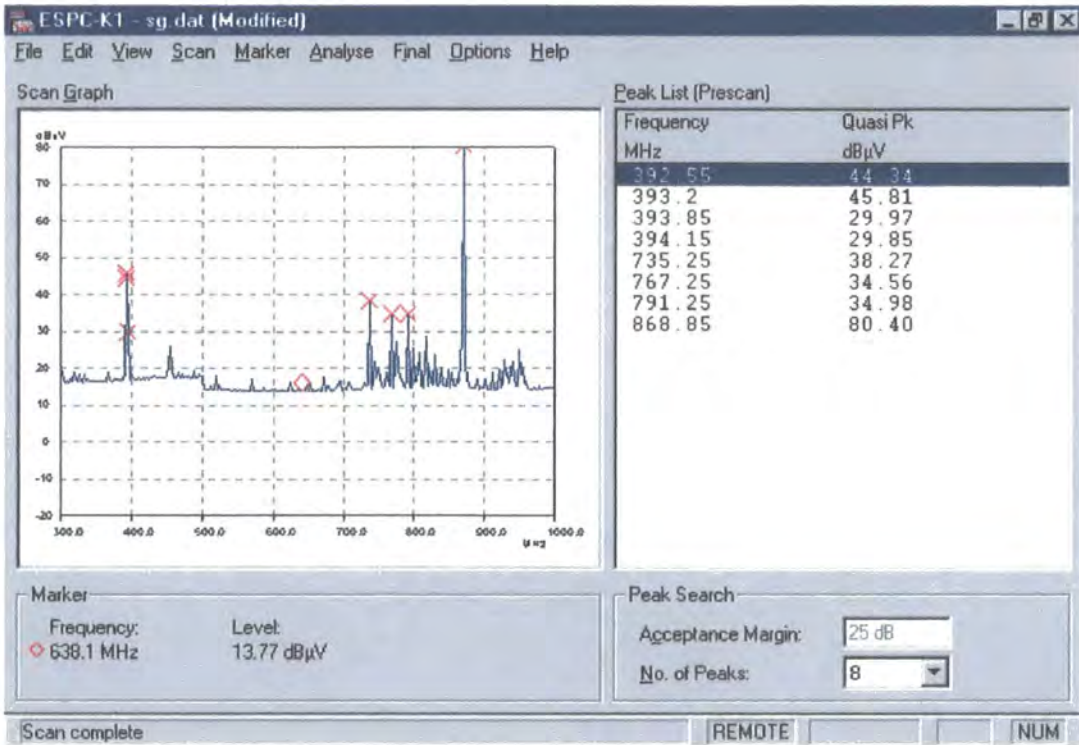 ESPC-K1 - sg.dat (Modified)
File Edit View Scan Marker Analyse Final Options Help
Scan Graph
dBµV
80
70
60
50
40
30
20
10
0
-10
-20
300.0 400.0 500.0 600.0 700.0 800.0 900.0 1000.0
MHz
Marker
Frequency: Level:
638.1 MHz 13.77 dBµV
Peak List (Prescan)
Frequency Quasi Pk
MHz dBµV
392.55 44.34
393.2 45.81
393.85 29.97
394.15 29.85
735.25 38.27
767.25 34.56
791.25 34.98
868.85 80.40
Peak Search
Acceptance Margin: 25 dB
No. of Peaks: 8
Scan complete REMOTE NUM